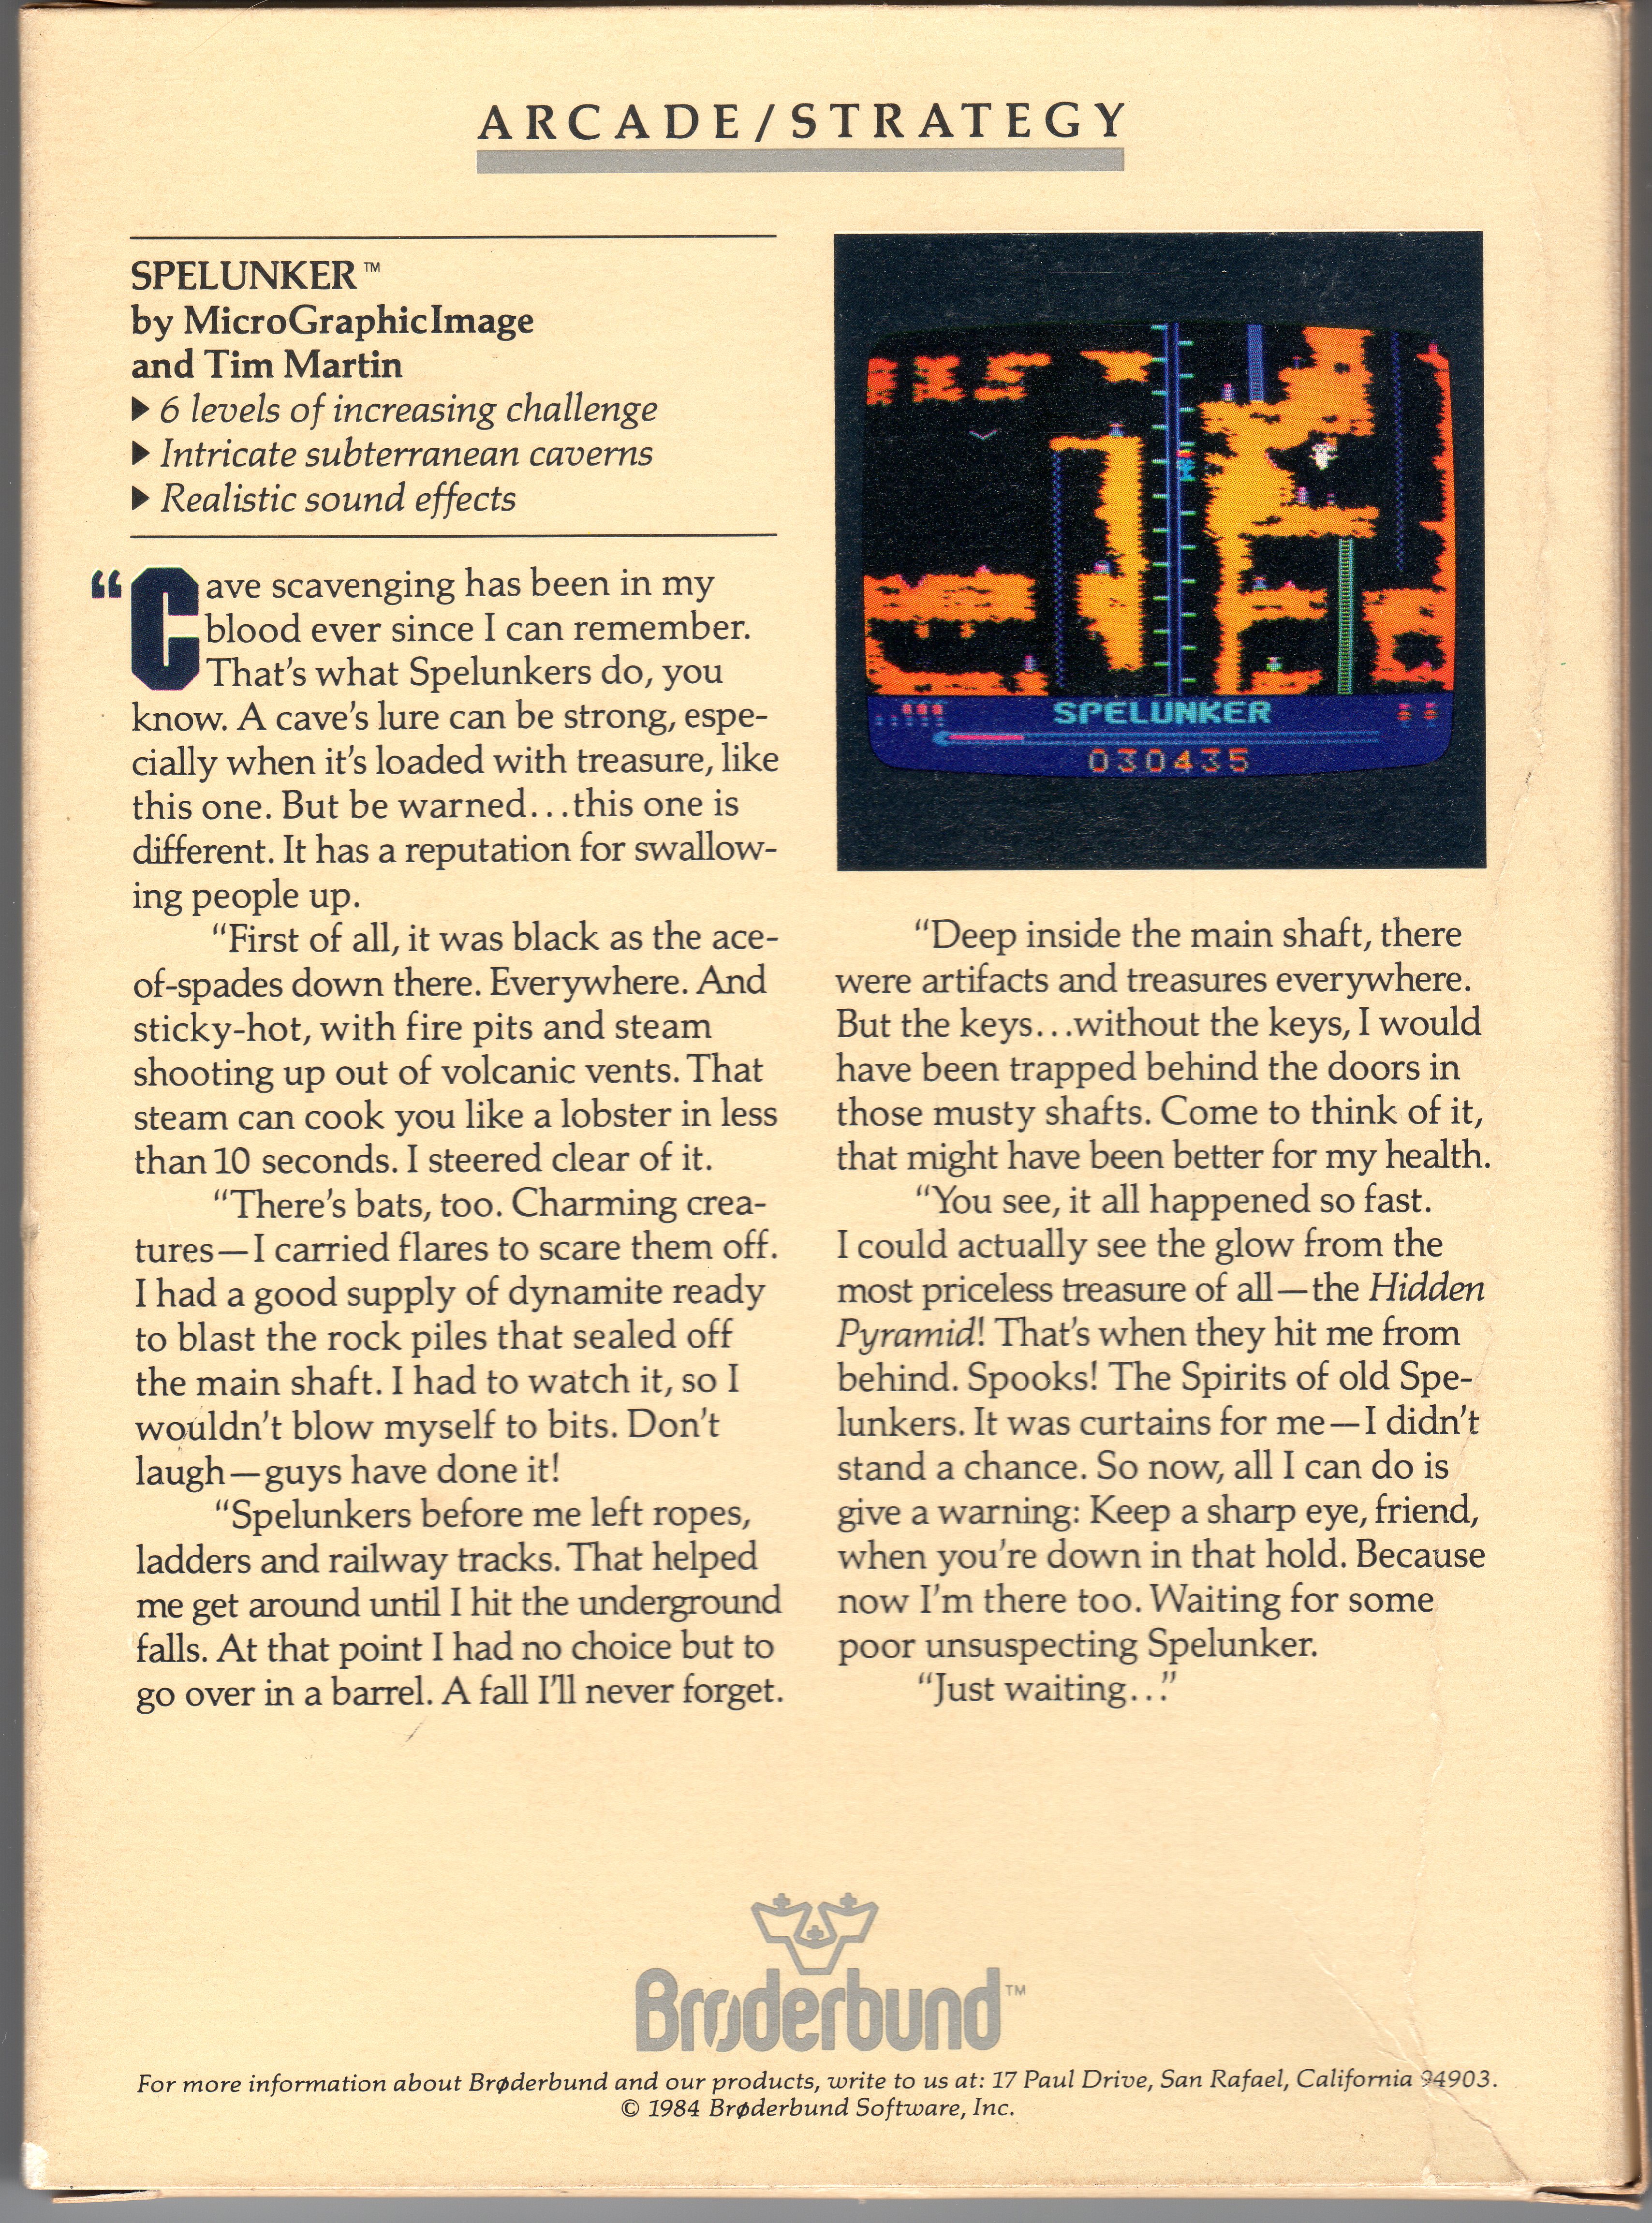 ARCADE/STRATEGY
SPELUNKER™
by MicroGraphicImage
and Tim Martin
▶ 6 levels of increasing challenge
▶ Intricate subterranean caverns
▶ Realistic sound effects
“Cave scavenging has been in my
blood ever since I can remember.
That’s what Spelunkers do, you
know. A cave’s lure can be strong, espe-
cially when it’s loaded with treasure, like
this one. But be warned...this one is
different. It has a reputation for swallow-
ing people up.
“First of all, it was black as the ace-
of-spades down there. Everywhere. And
sticky-hot, with fire pits and steam
shooting up out of volcanic vents. That
steam can cook you like a lobster in less
than 10 seconds. I steered clear of it.
“There’s bats, too. Charming crea-
tures—I carried flares to scare them off.
I had a good supply of dynamite ready
to blast the rock piles that sealed off
the main shaft. I had to watch it, so I
wouldn’t blow myself to bits. Don’t
laugh—guys have done it!
“Spelunkers before me left ropes,
ladders and railway tracks. That helped
me get around until I hit the underground
falls. At that point I had no choice but to
go over in a barrel. A fall I’ll never forget.
SPELUNKER
030435
“Deep inside the main shaft, there
were artifacts and treasures everywhere.
But the keys...without the keys, I would
have been trapped behind the doors in
those musty shafts. Come to think of it,
that might have been better for my health.
“You see, it all happened so fast.
I could actually see the glow from the
most priceless treasure of all—the Hidden
Pyramid! That’s when they hit me from
behind. Spooks! The Spirits of old Spe-
lunkers. It was curtains for me—I didn’t
stand a chance. So now, all I can do is
give a warning: Keep a sharp eye, friend,
when you’re down in that hold. Because
now I’m there too. Waiting for some
poor unsuspecting Spelunker.
“Just waiting...”
Brøderbund™
For more information about Brøderbund and our products, write to us at: 17 Paul Drive, San Rafael, California 94903.
© 1984 Brøderbund Software, Inc.